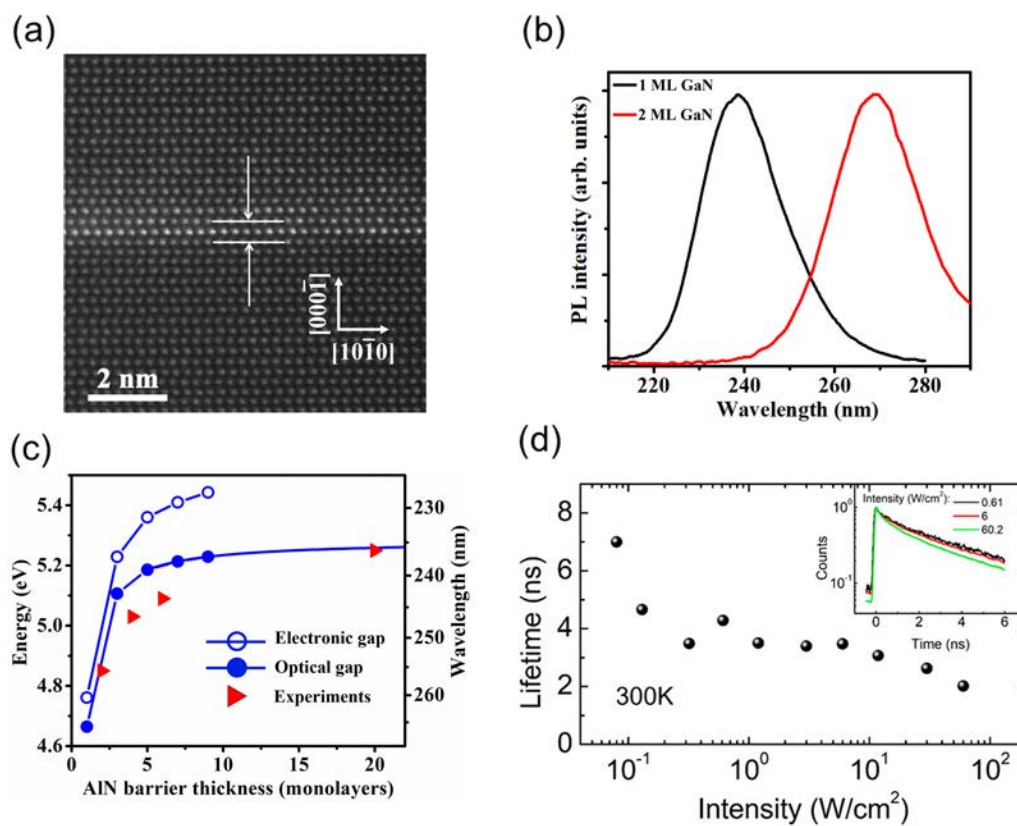 (a)
[0001̄]
[101̄0]
2 nm
(b)
1 ML GaN
2 ML GaN
PL intensity (arb. units)
220 240 260 280
Wavelength (nm)
(c)
5.4
5.2
5.0
4.8
4.6
Energy (eV)
230
240
250
260
Wavelength (nm)
Electronic gap
Optical gap
Experiments
0 5 10 15 20
AlN barrier thickness (monolayers)
(d)
8
6
4
2
0
Lifetime (ns)
300K
10⁻¹ 10⁰ 10¹ 10²
Intensity (W/cm²)
Intensity (W/cm²):
0.61
6
60.2
10⁰
10⁻¹
Counts
0 2 4 6
Time (ns)